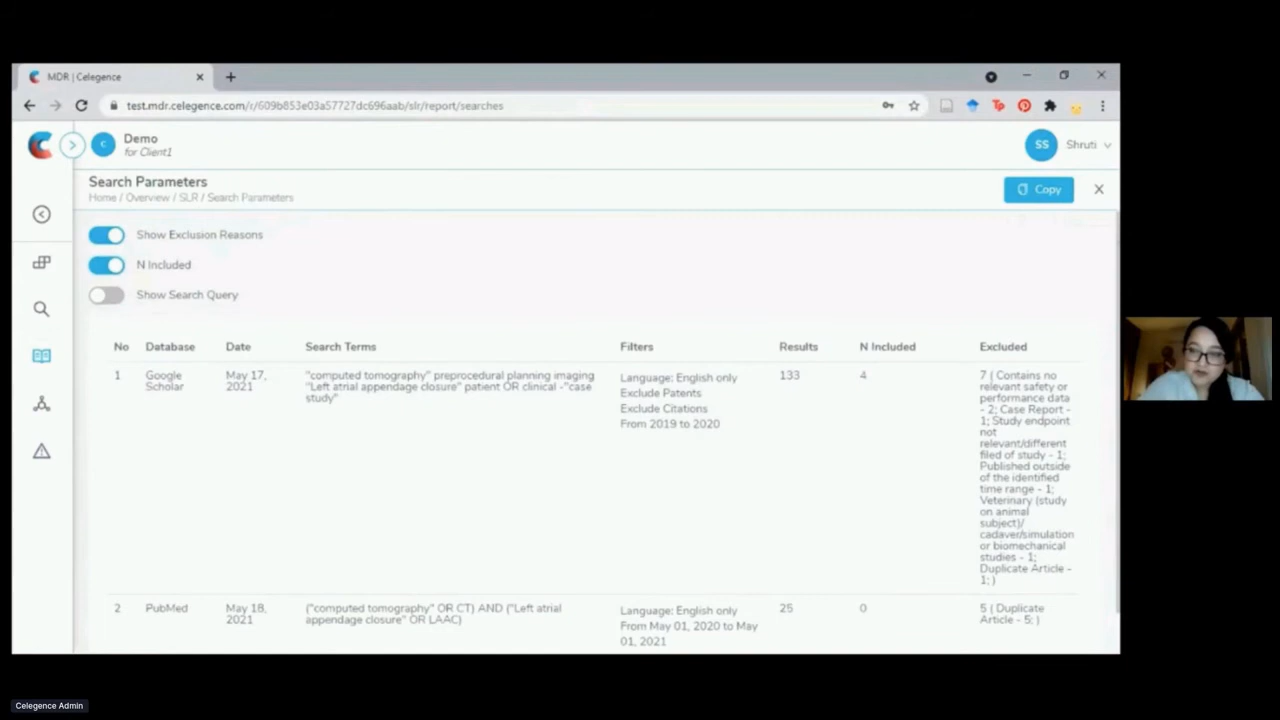 MDR | Celegence
test.mdr.celegence.com/r/609b853e03a57727dc696aab/slr/report/searches
Demo
for Client1
SS
Shruti
C
Search Parameters
Home / Overview / SLR / Search Parameters
Copy
Show Exclusion Reasons
N Included
Show Search Query
No Database Date Search Terms Filters Results N Included Excluded
1
Google
Scholar
May 17,
2021
"computed tomography" preprocedural planning imaging
"Left atrial appendage closure" patient OR clinical -"case
study"
Language: English only
Exclude Patents
Exclude Citations
From 2019 to 2020
133
4
7 ( Contains no
relevant safety or
performance data
- 2; Case Report -
1; Study endpoint
not
relevant/different
filed of study - 1;
Published outside
of the identified
time range - 1;
Veterinary (study
on animal
subject)/
cadaver/simulation
or biomechanical
studies - 1;
Duplicate Article -
1; )
2
PubMed
May 18,
2021
("computed tomography" OR CT) AND ("Left atrial
appendage closure" OR LAAC)
Language: English only
From May 01, 2020 to May
01, 2021
25
0
5 ( Duplicate
Article - 5; )
Celegence Admin